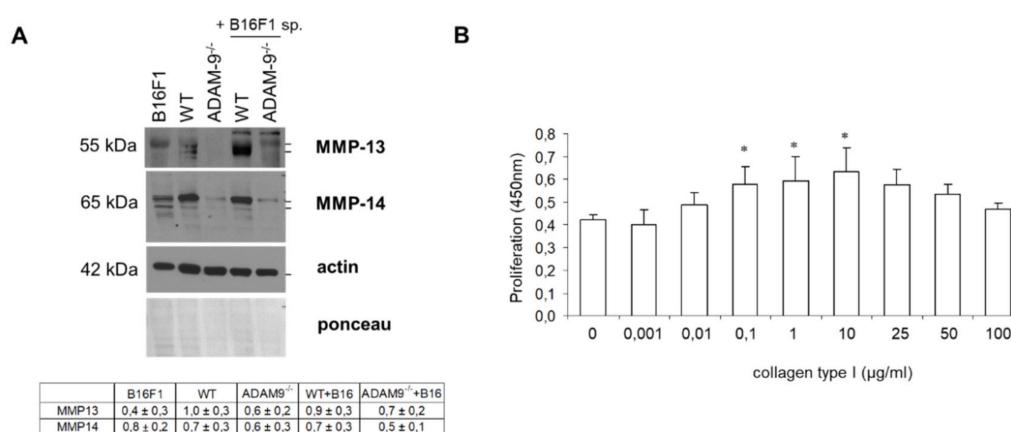 A
+ B16F1 sp.
B16F1 WT ADAM-9-/- WT ADAM-9-/-
55 kDa MMP-13
65 kDa MMP-14
42 kDa actin
ponceau
B16F1 WT ADAM9-/- WT+B16 ADAM9-/-+B16
MMP13 0,4 ± 0,3 1,0 ± 0,3 0,6 ± 0,2 0,9 ± 0,3 0,7 ± 0,2
MMP14 0,8 ± 0,2 0,7 ± 0,3 0,6 ± 0,3 0,7 ± 0,3 0,5 ± 0,1
B
Proliferation (450nm)
0,8
0,7
0,6
0,5
0,4
0,3
0,2
0,1
0,0
* * *
0 0,001 0,01 0,1 1 10 25 50 100
collagen type I (µg/ml)